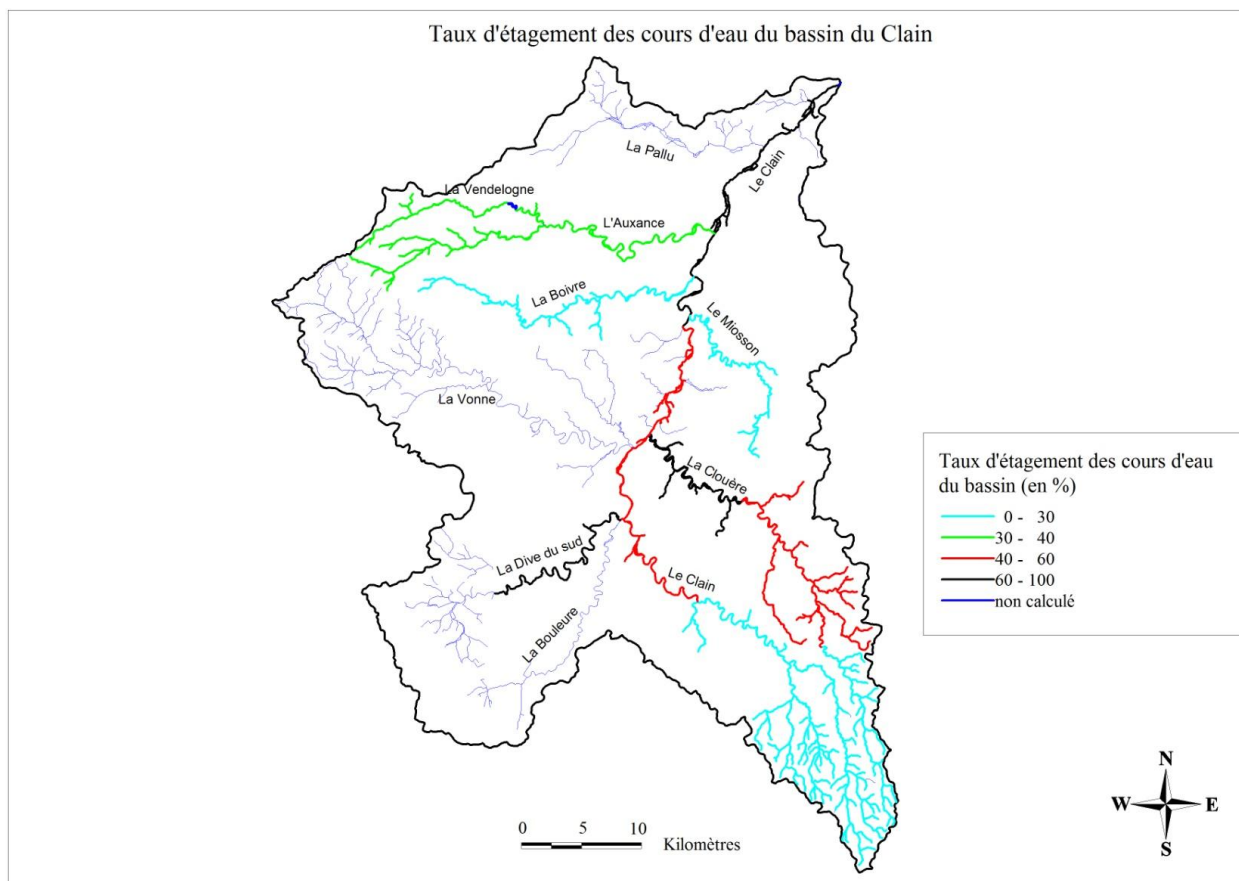 Taux d'étagement des cours d'eau du bassin du Clain
La Pallu
Le Clain
La Vendelogne
L'Auxance
La Boivre
Le Miosson
La Vonne
La Clouère
La Dive du sud
Le Clain
La Bouleure
Taux d'étagement des cours d'eau
du bassin (en %)
0 - 30
30 - 40
40 - 60
60 - 100
non calculé
0 5 10
Kilomètres
N
W E
S